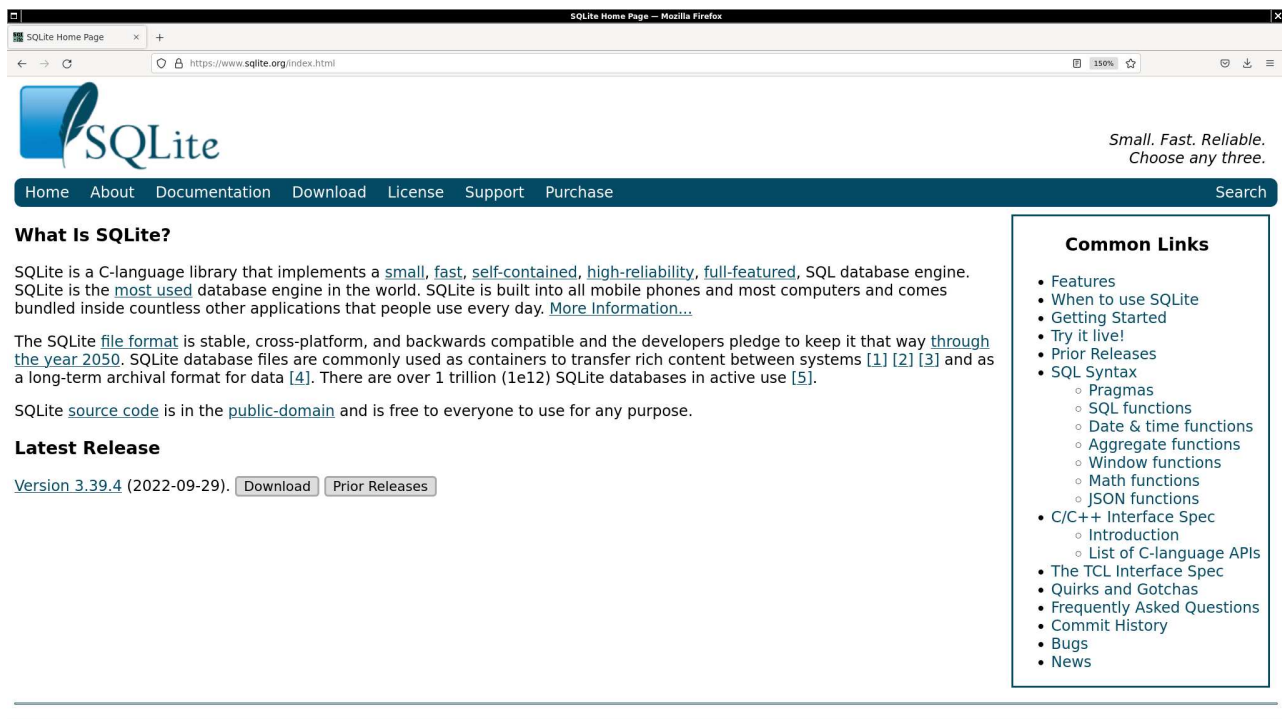 SQLite Home Page — Mozilla Firefox
SQLite Home Page
https://www.sqlite.org/index.html
150%
SQLite
Small. Fast. Reliable.
Choose any three.
Home About Documentation Download License Support Purchase Search
What Is SQLite?
SQLite is a C-language library that implements a small, fast, self-contained, high-reliability, full-featured, SQL database engine.
SQLite is the most used database engine in the world. SQLite is built into all mobile phones and most computers and comes
bundled inside countless other applications that people use every day. More Information...
The SQLite file format is stable, cross-platform, and backwards compatible and the developers pledge to keep it that way through
the year 2050. SQLite database files are commonly used as containers to transfer rich content between systems [1] [2] [3] and as
a long-term archival format for data [4]. There are over 1 trillion (1e12) SQLite databases in active use [5].
SQLite source code is in the public-domain and is free to everyone to use for any purpose.
Latest Release
Version 3.39.4 (2022-09-29). Download Prior Releases
Common Links
Features
When to use SQLite
Getting Started
Try it live!
Prior Releases
SQL Syntax
Pragmas
SQL functions
Date & time functions
Aggregate functions
Window functions
Math functions
JSON functions
C/C++ Interface Spec
Introduction
List of C-language APIs
The TCL Interface Spec
Quirks and Gotchas
Frequently Asked Questions
Commit History
Bugs
News